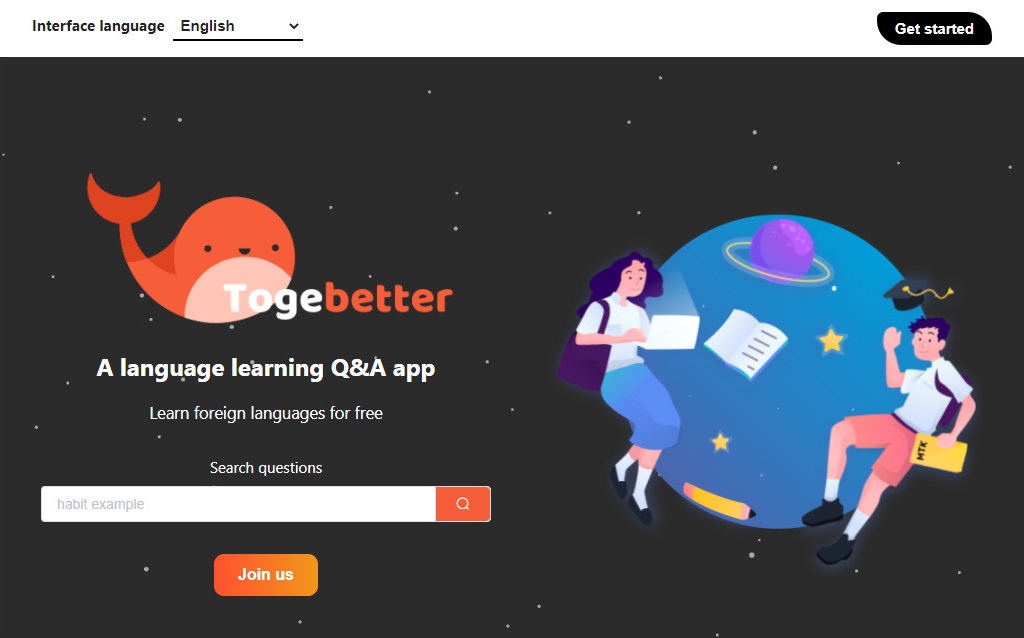 Interface language English
Get started
Togebetter
A language learning Q&A app
Learn foreign languages for free
Search questions
habit example
Join us
MTK